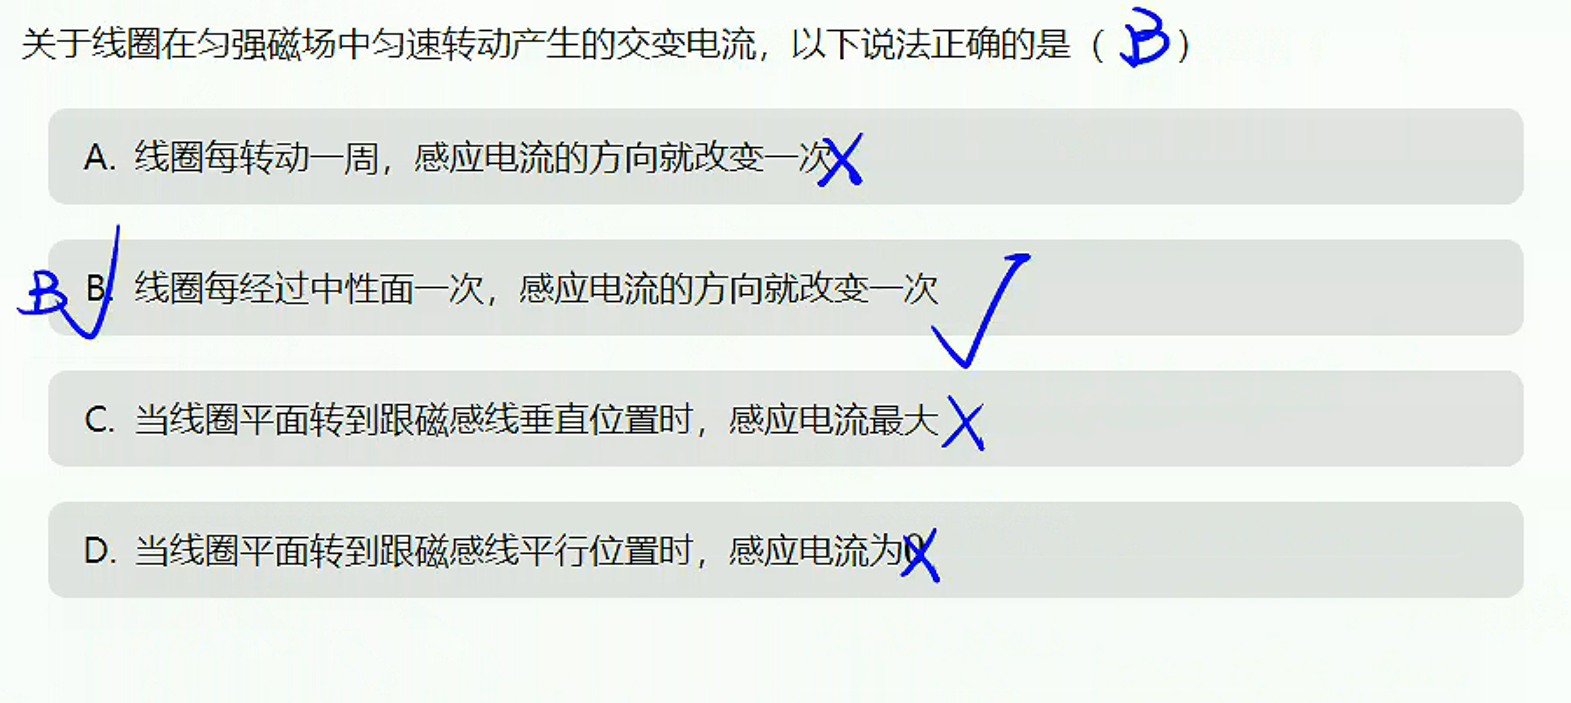 关于线圈在匀强磁场中匀速转动产生的交变电流，以下说法正确的是（ B ）
A. 线圈每转动一周，感应电流的方向就改变一次 X
B B. 线圈每经过中性面一次，感应电流的方向就改变一次 ✓
C. 当线圈平面转到跟磁感线垂直位置时，感应电流最大 X
D. 当线圈平面转到跟磁感线平行位置时，感应电流为0 X